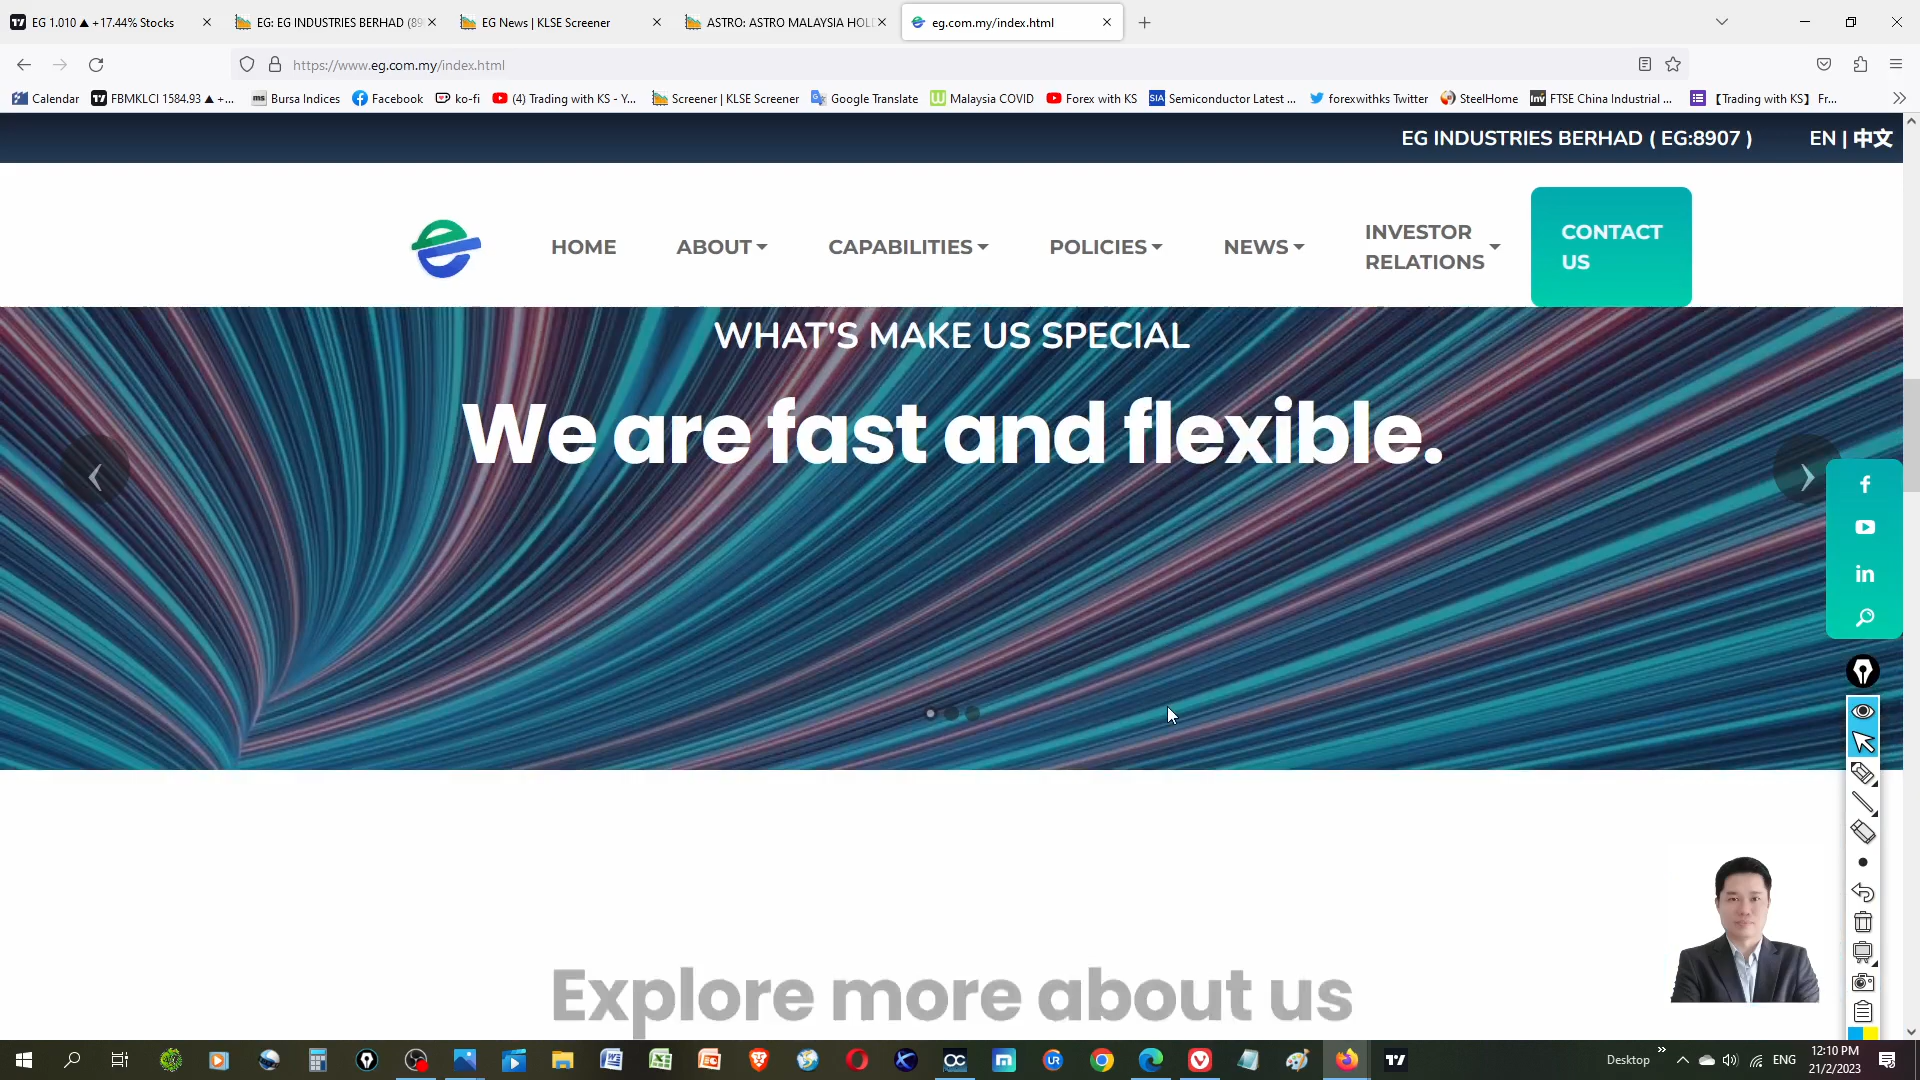 EG 1.010 ▲ +17.44% Stocks
EG: EG INDUSTRIES BERHAD (89
EG News | KLSE Screener
ASTRO: ASTRO MALAYSIA HOL
eg.com.my/index.html
https://www.eg.com.my/index.html
Calendar
FBMKLCI 1584.93 ▲ +...
Bursa Indices
Facebook
ko-fi
(4) Trading with KS - Y...
Screener | KLSE Screener
Google Translate
Malaysia COVID
Forex with KS
Semiconductor Latest ...
forexwithks Twitter
SteelHome
FTSE China Industrial ...
【Trading with KS】 Fr...
EG INDUSTRIES BERHAD ( EG:8907 )
EN | 中文
HOME
ABOUT
CAPABILITIES
POLICIES
NEWS
INVESTOR
RELATIONS
CONTACT
US
WHAT'S MAKE US SPECIAL
We are fast and flexible.
Explore more about us
Desktop
ENG
12:10 PM
21/2/2023